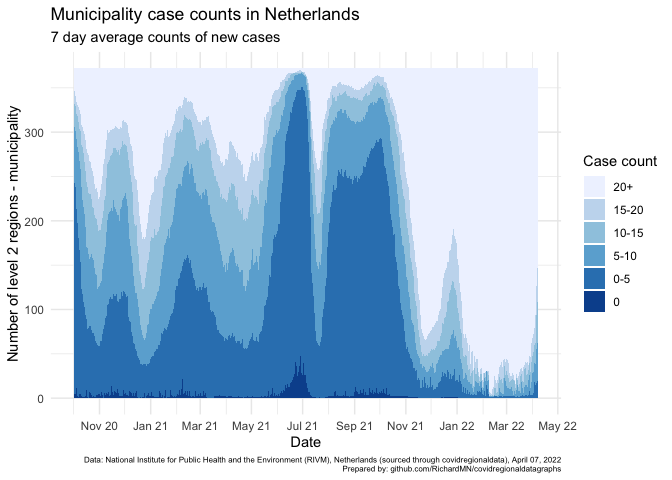 Municipality case counts in Netherlands
7 day average counts of new cases
Number of level 2 regions - municipality
300
200
100
0
Nov 20 Jan 21 Mar 21 May 21 Jul 21 Sep 21 Nov 21 Jan 22 Mar 22 May 22
Date
Case count
20+
15-20
10-15
5-10
0-5
0
Data: National Institute for Public Health and the Environment (RIVM), Netherlands (sourced through covidregionaldata), April 07, 2022
Prepared by: github.com/RichardMN/covidregionaldatagraphs